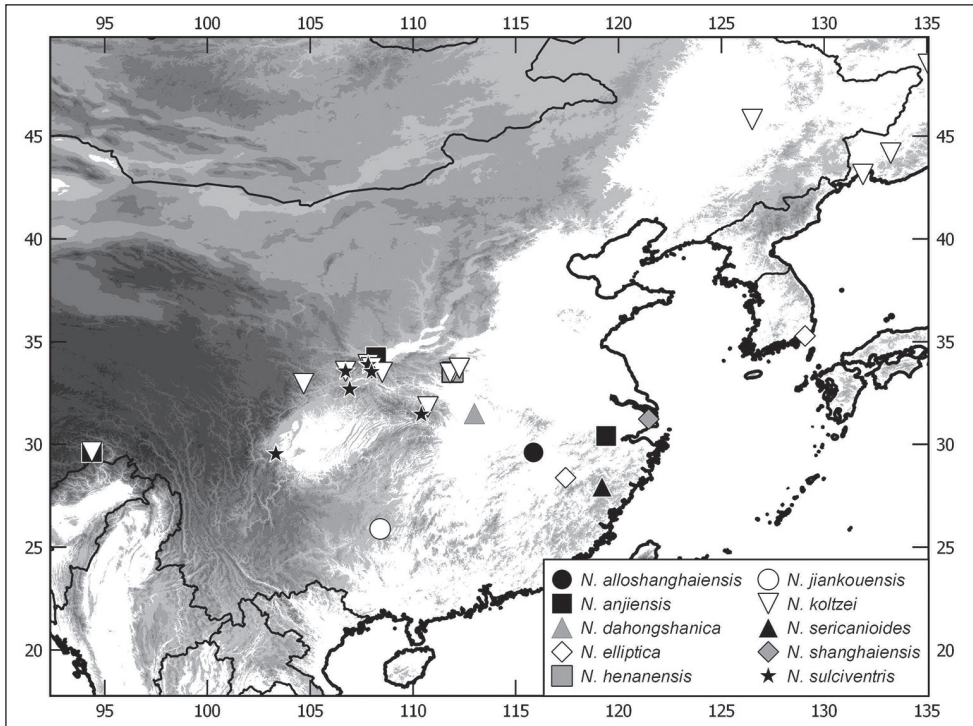 95 100 105 110 115 120 125 130 135
45 45
40 40
35 35
30 30
25 25
20 20
N. alloshanghaiensis N. jiankouensis
N. anjiensis N. koltzei
N. dahongshanica N. sericanioides
N. elliptica N. shanghaiensis
N. henanensis N. sulciventris
95 100 105 110 115 120 125 130 135